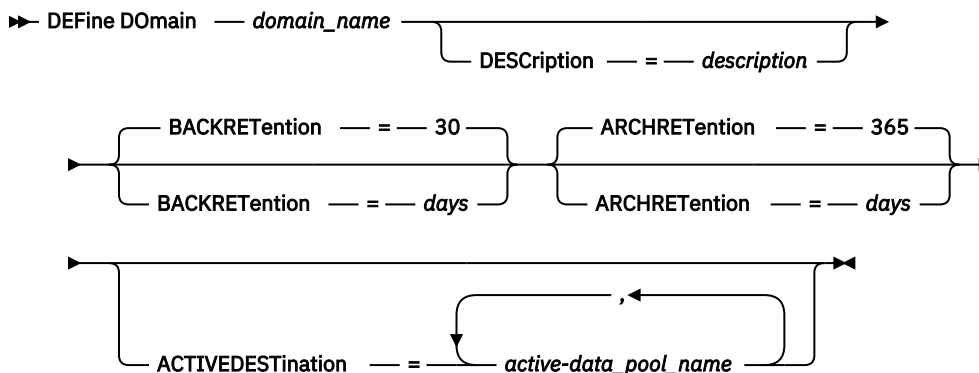 DEFine DOmain — domain_name
DESCription — = — description
BACKRETention — = — 30 ARCHRETention — = — 365
BACKRETention — = — days ARCHRETention — = — days
,
ACTIVEDESTination — = — active-data_pool_name